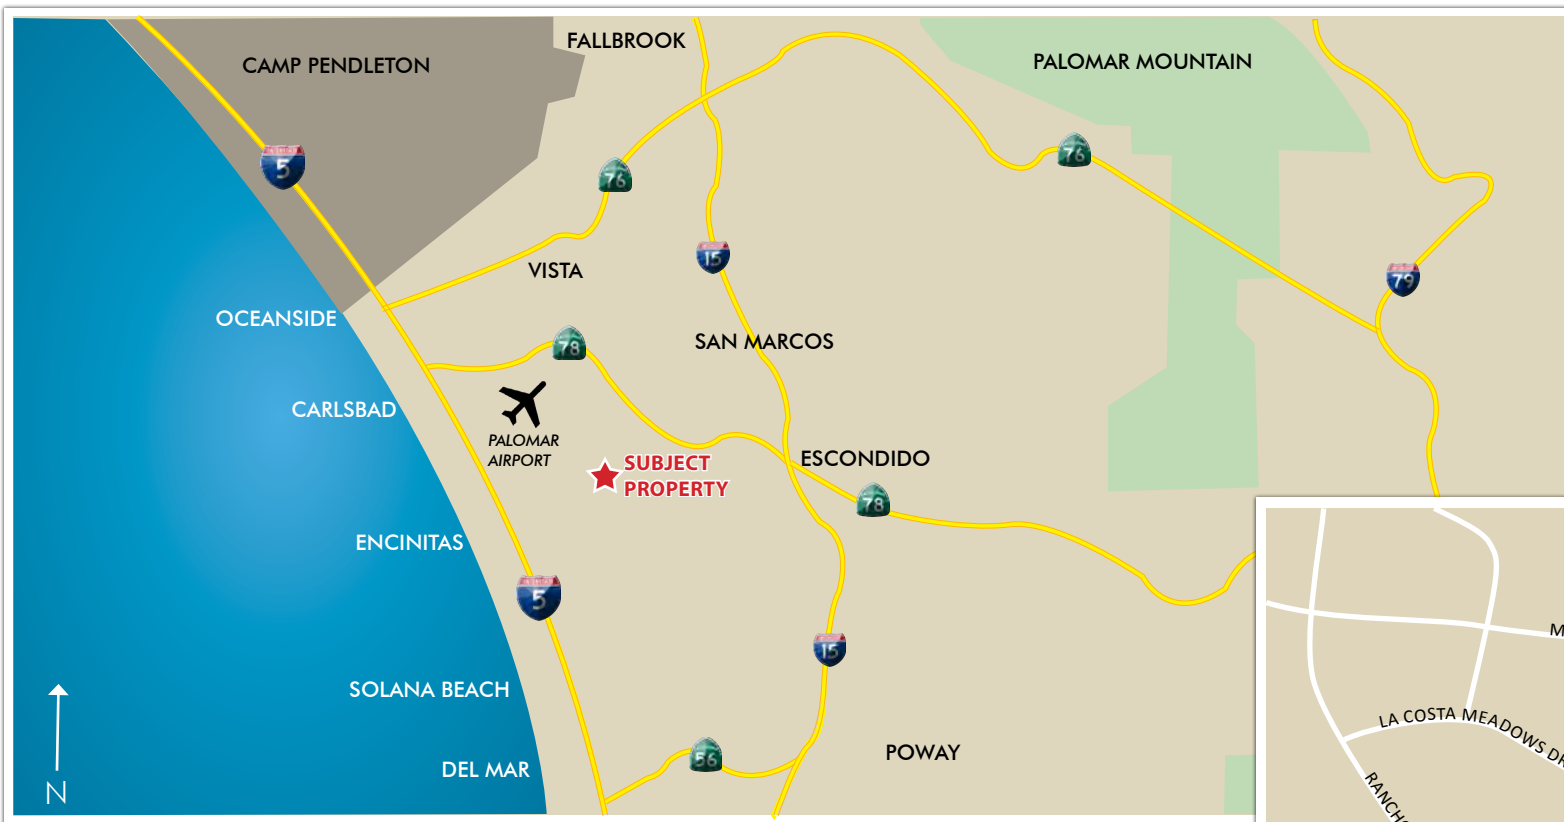 FALLBROOK
CAMP PENDLETON
PALOMAR MOUNTAIN
5
76
76
15
VISTA
79
OCEANSIDE
SAN MARCOS
78
CARLSBAD
PALOMAR
AIRPORT
ESCONDIDO
SUBJECT
PROPERTY
78
ENCINITAS
5
15
SOLANA BEACH
LA COSTA MEADOWS DR
56
POWAY
DEL MAR
N